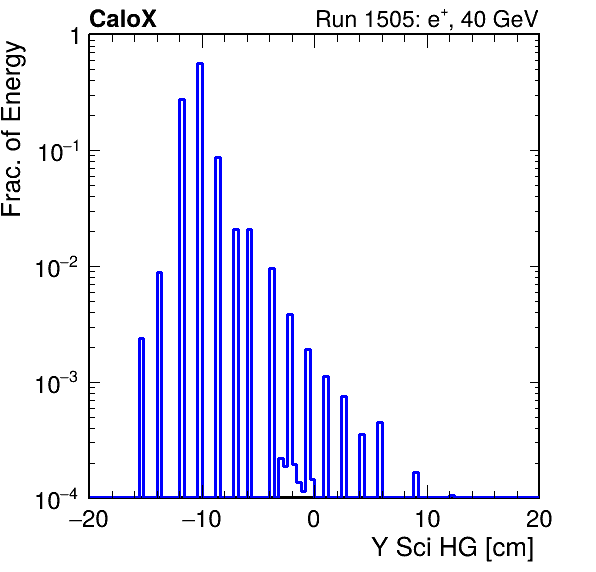 CaloX Run 1505: e⁺, 40 GeV
Frac. of Energy
1
10⁻¹
10⁻²
10⁻³
10⁻⁴
−20 −10 0 10 20
Y Sci HG [cm]